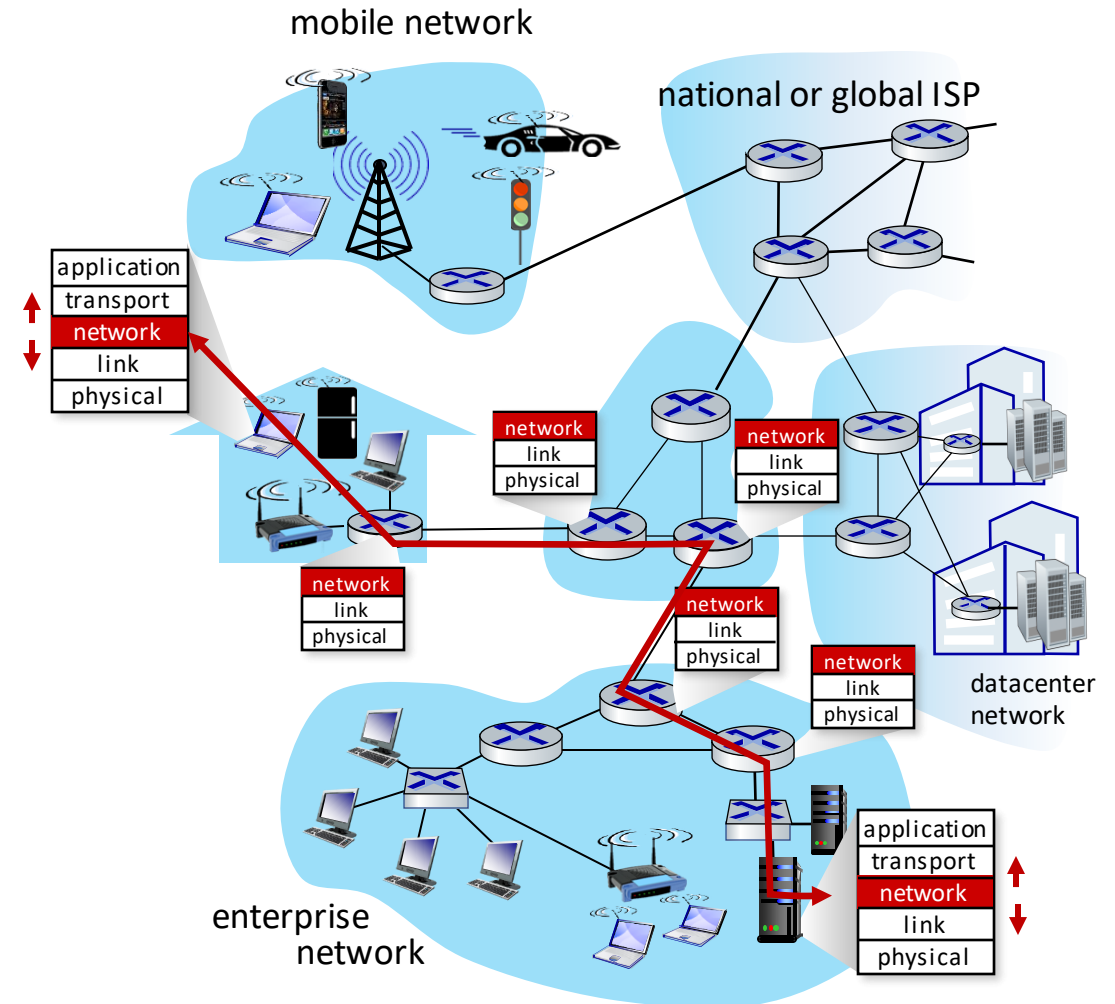 mobile network
national or global ISP
application
transport
network
link
physical
network
link
physical
network
link
physical
network
link
physical
network
link
physical
network
link
physical
datacenter
network
application
transport
network
link
physical
enterprise
network